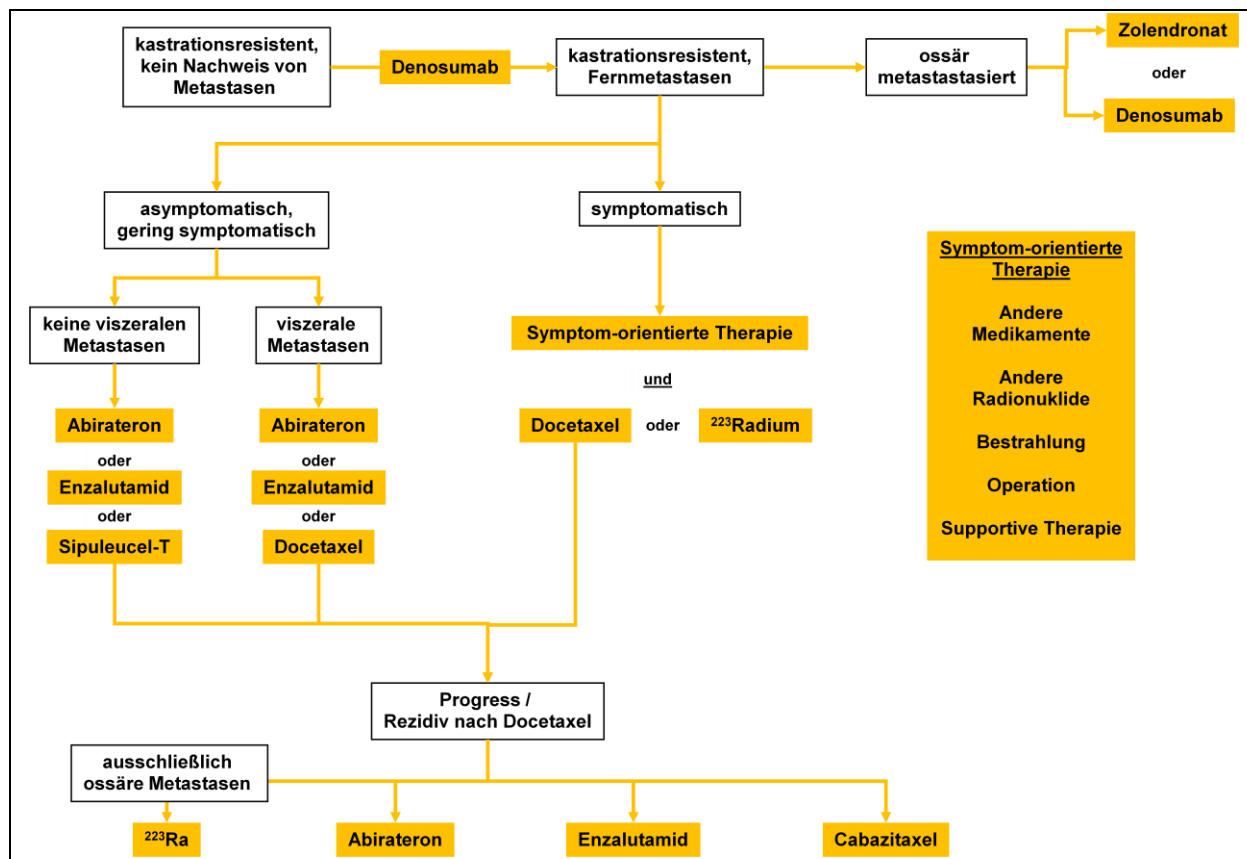 kastrationsresistent,
kein Nachweis von
Metastasen
Denosumab
kastrationsresistent,
Fernmetastasen
ossär
metastastasiert
Zolendronat
oder
Denosumab
asymptomatisch,
gering symptomatisch
symptomatisch
keine viszeralen
Metastasen
viszerale
Metastasen
Abirateron
oder
Enzalutamid
oder
Sipuleucel-T
Abirateron
oder
Enzalutamid
oder
Docetaxel
Symptom-orientierte Therapie
und
Docetaxel oder ²²³Radium
Symptom-orientierte
Therapie
Andere
Medikamente
Andere
Radionuklide
Bestrahlung
Operation
Supportive Therapie
Progress /
Rezidiv nach Docetaxel
ausschließlich
ossäre Metastasen
²²³Ra
Abirateron
Enzalutamid
Cabazitaxel